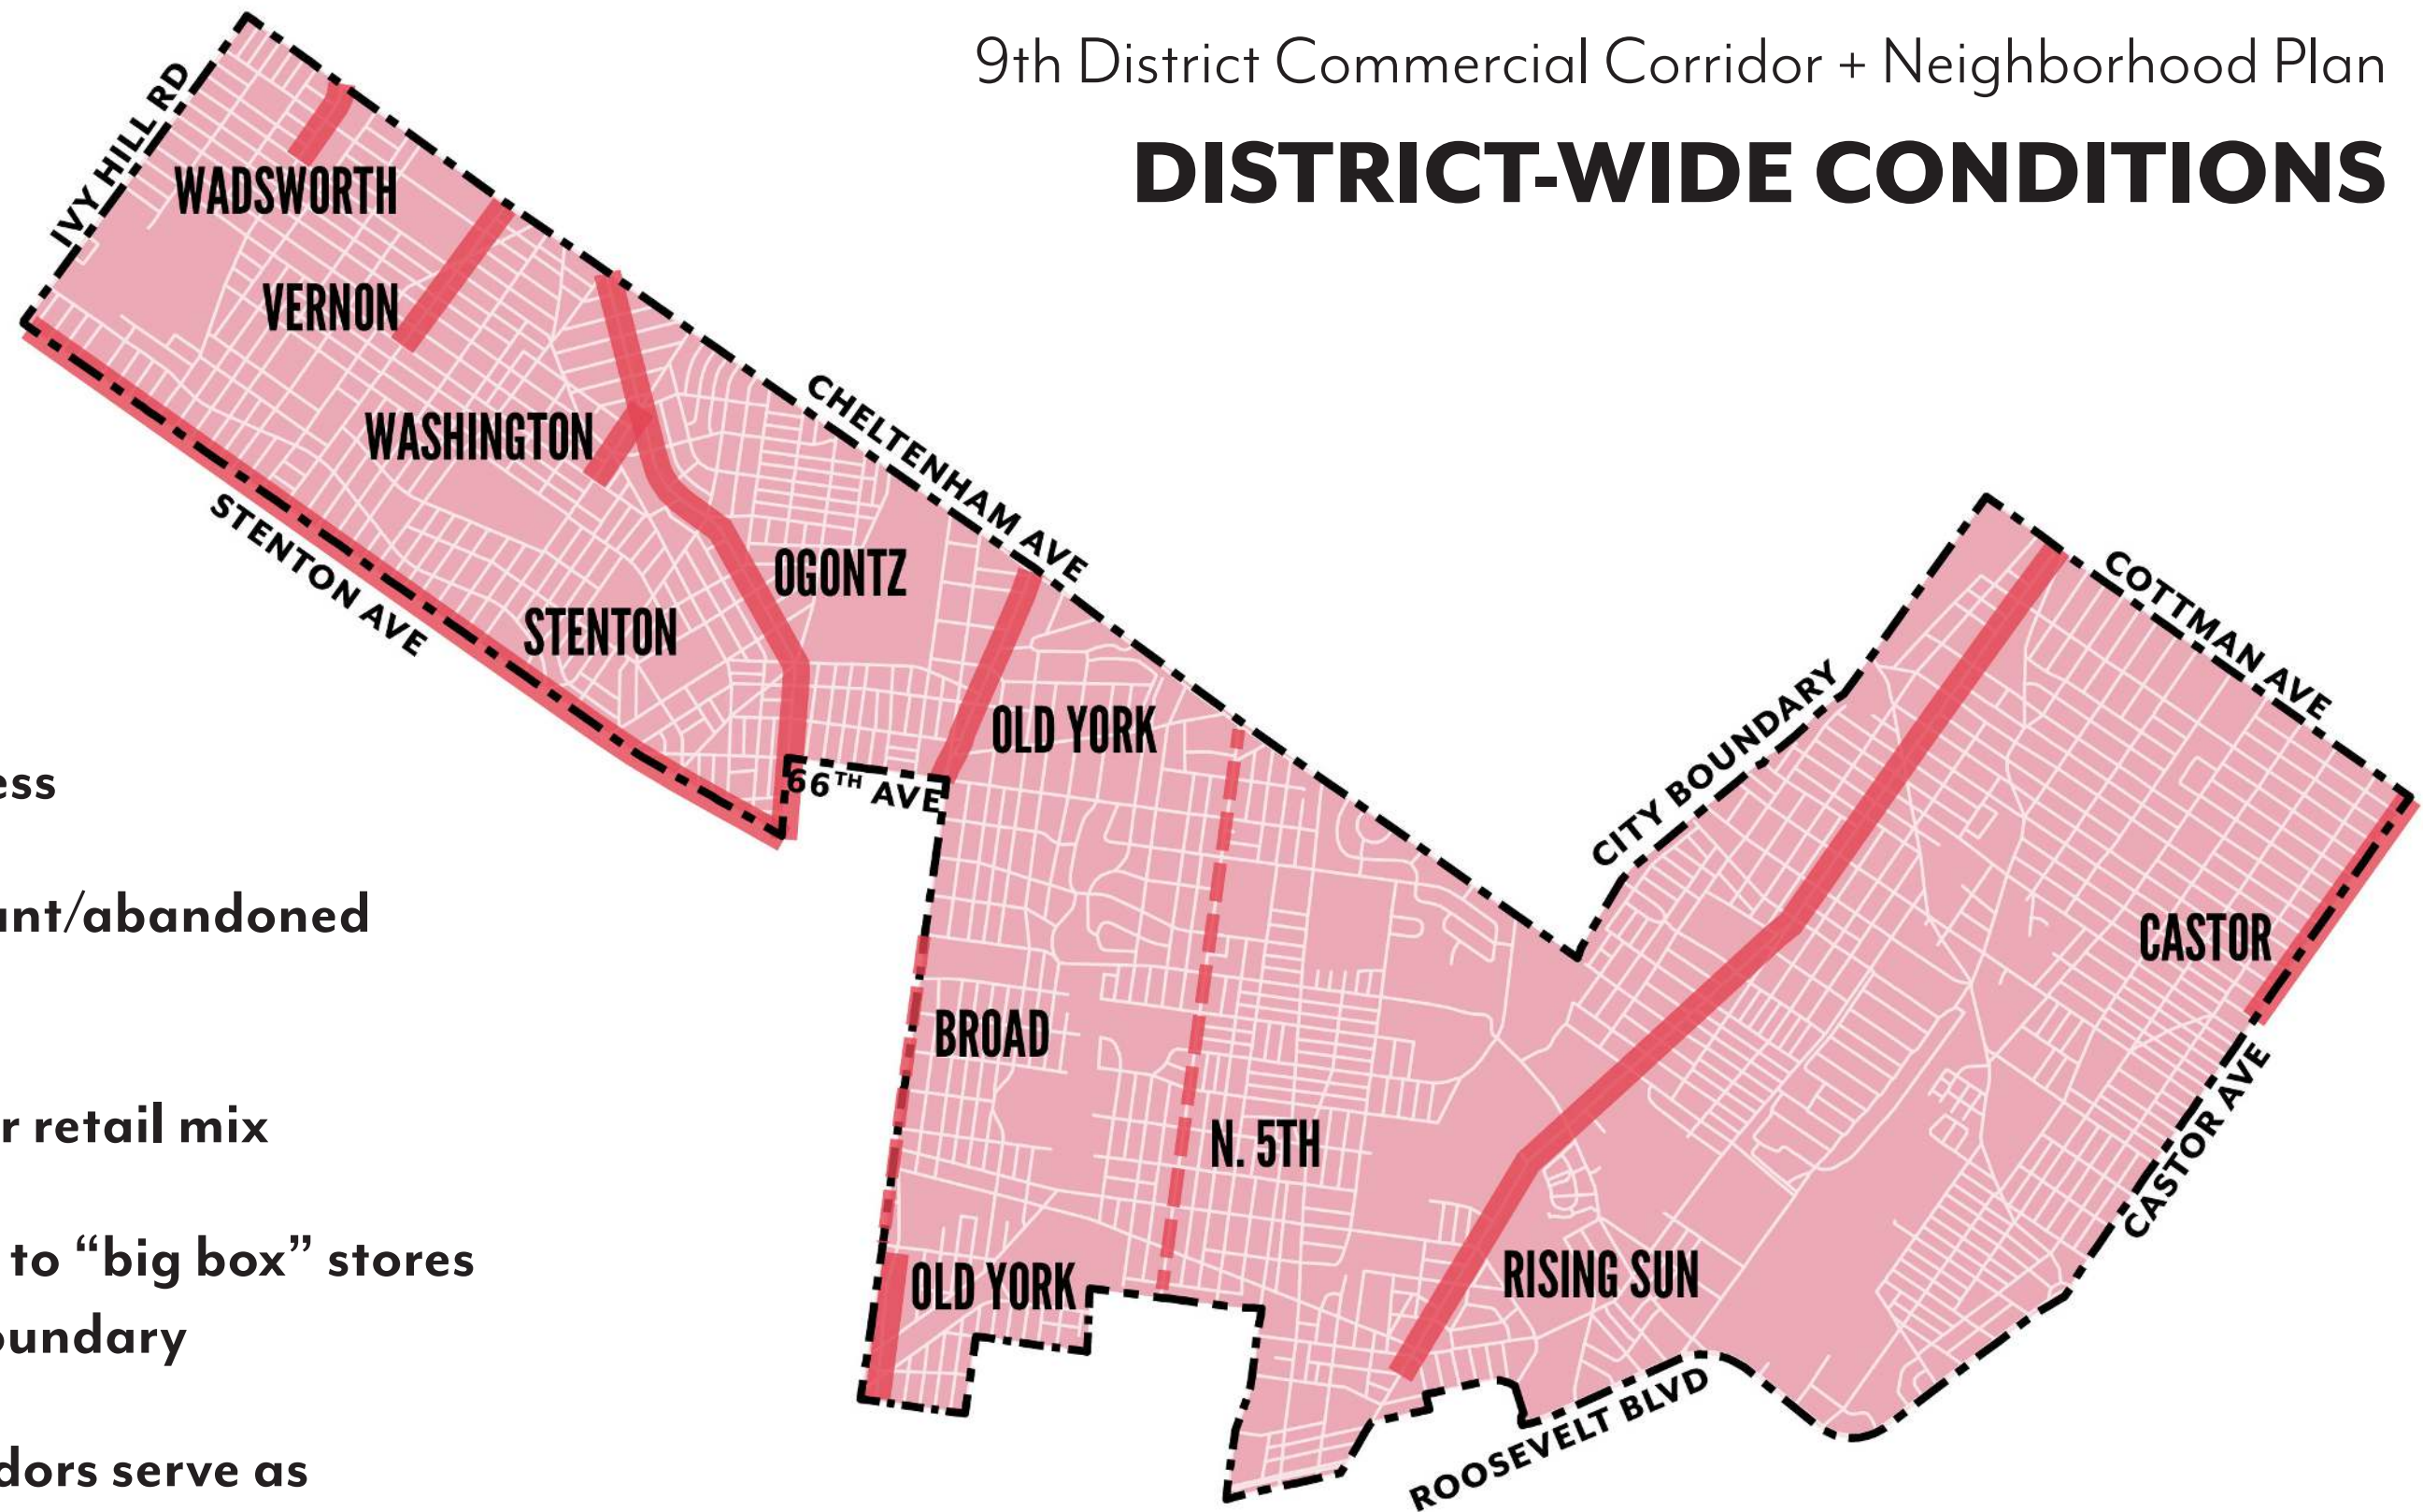 9th District Commercial Corridor + Neighborhood Plan
DISTRICT-WIDE CONDITIONS
IVY HILL RD
WADSWORTH
VERNON
WASHINGTON
CHELTENHAM AVE
STENTON AVE
OGONTZ
STENTON
OLD YORK
66TH AVE
COTTMAN AVE
CITY BOUNDARY
CASTOR
BROAD
N. 5TH
CASTOR AVE
OLD YORK
RISING SUN
ROOSEVELT BLVD
ess
ant/abandoned
r retail mix
to “big box” stores
oundary
dors serve as